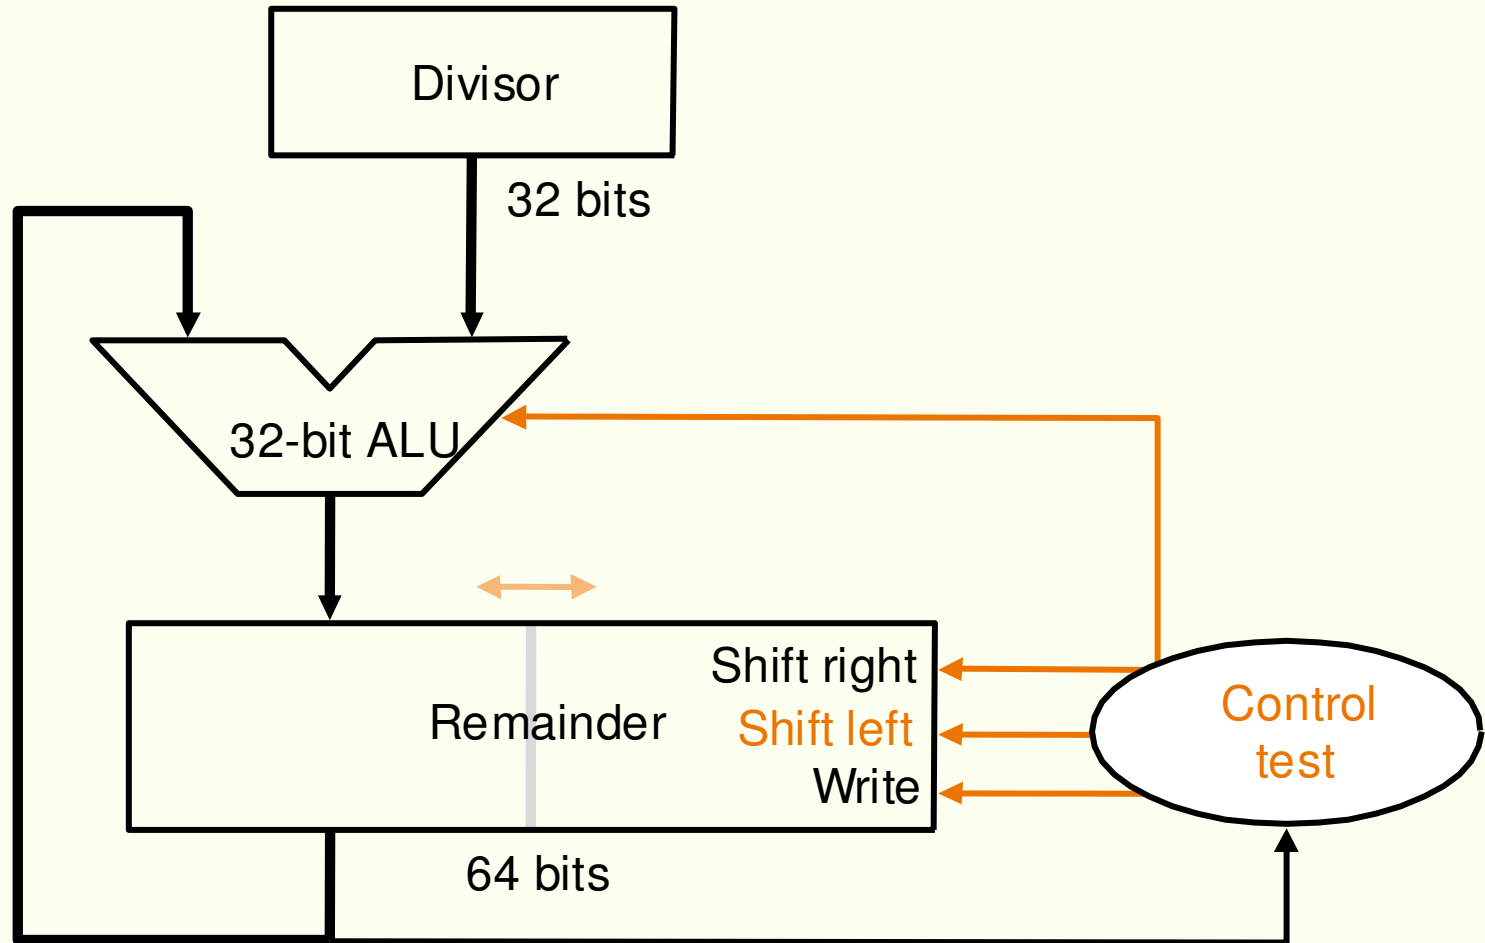 Divisor
32 bits
32-bit ALU
Shift right
Remainder
Shift left
Write
64 bits
Control
test